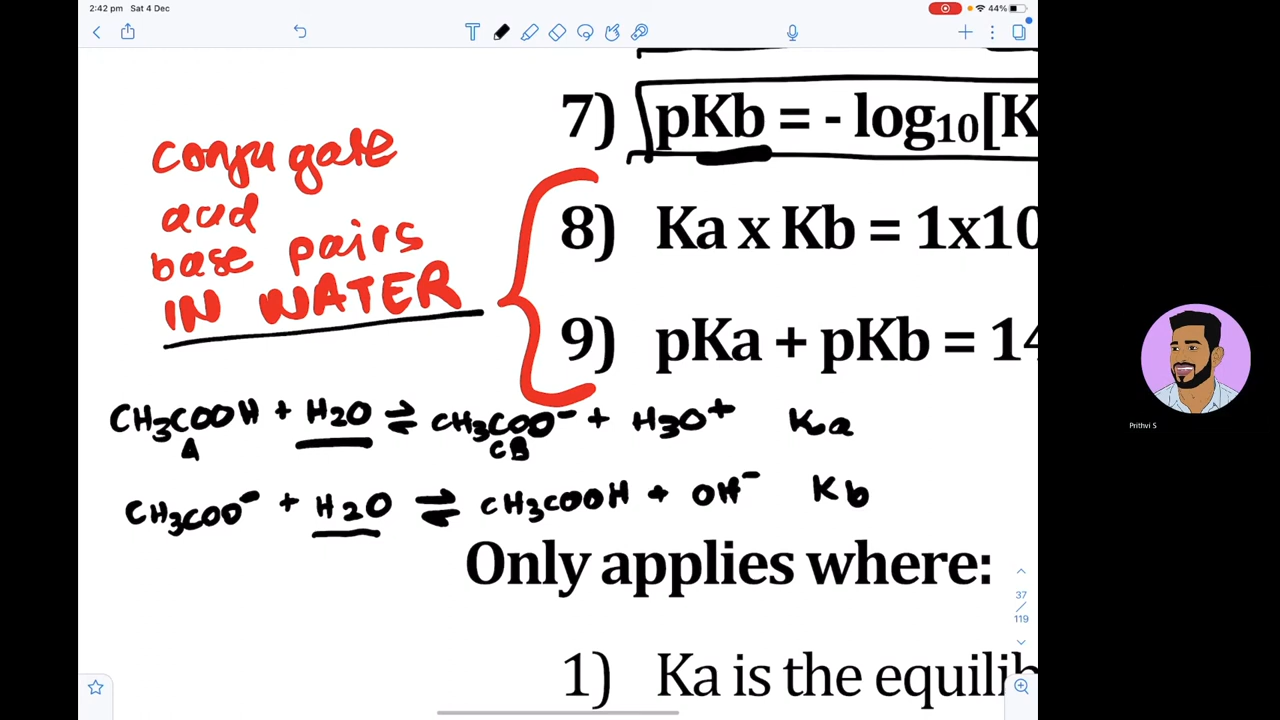 2:42 pm Sat 4 Dec
44%
7) pKb = - log10[K
conjugate
acid
base pairs
IN WATER
8) Ka x Kb = 1x10
9) pKa + pKb = 14
CH3COOH + H2O ⇌ CH3COO- + H3O+ Ka
A CB
CH3COO- + H2O ⇌ CH3COOH + OH- Kb
Only applies where:
37
/
119
1) Ka is the equilib
Prithvi S